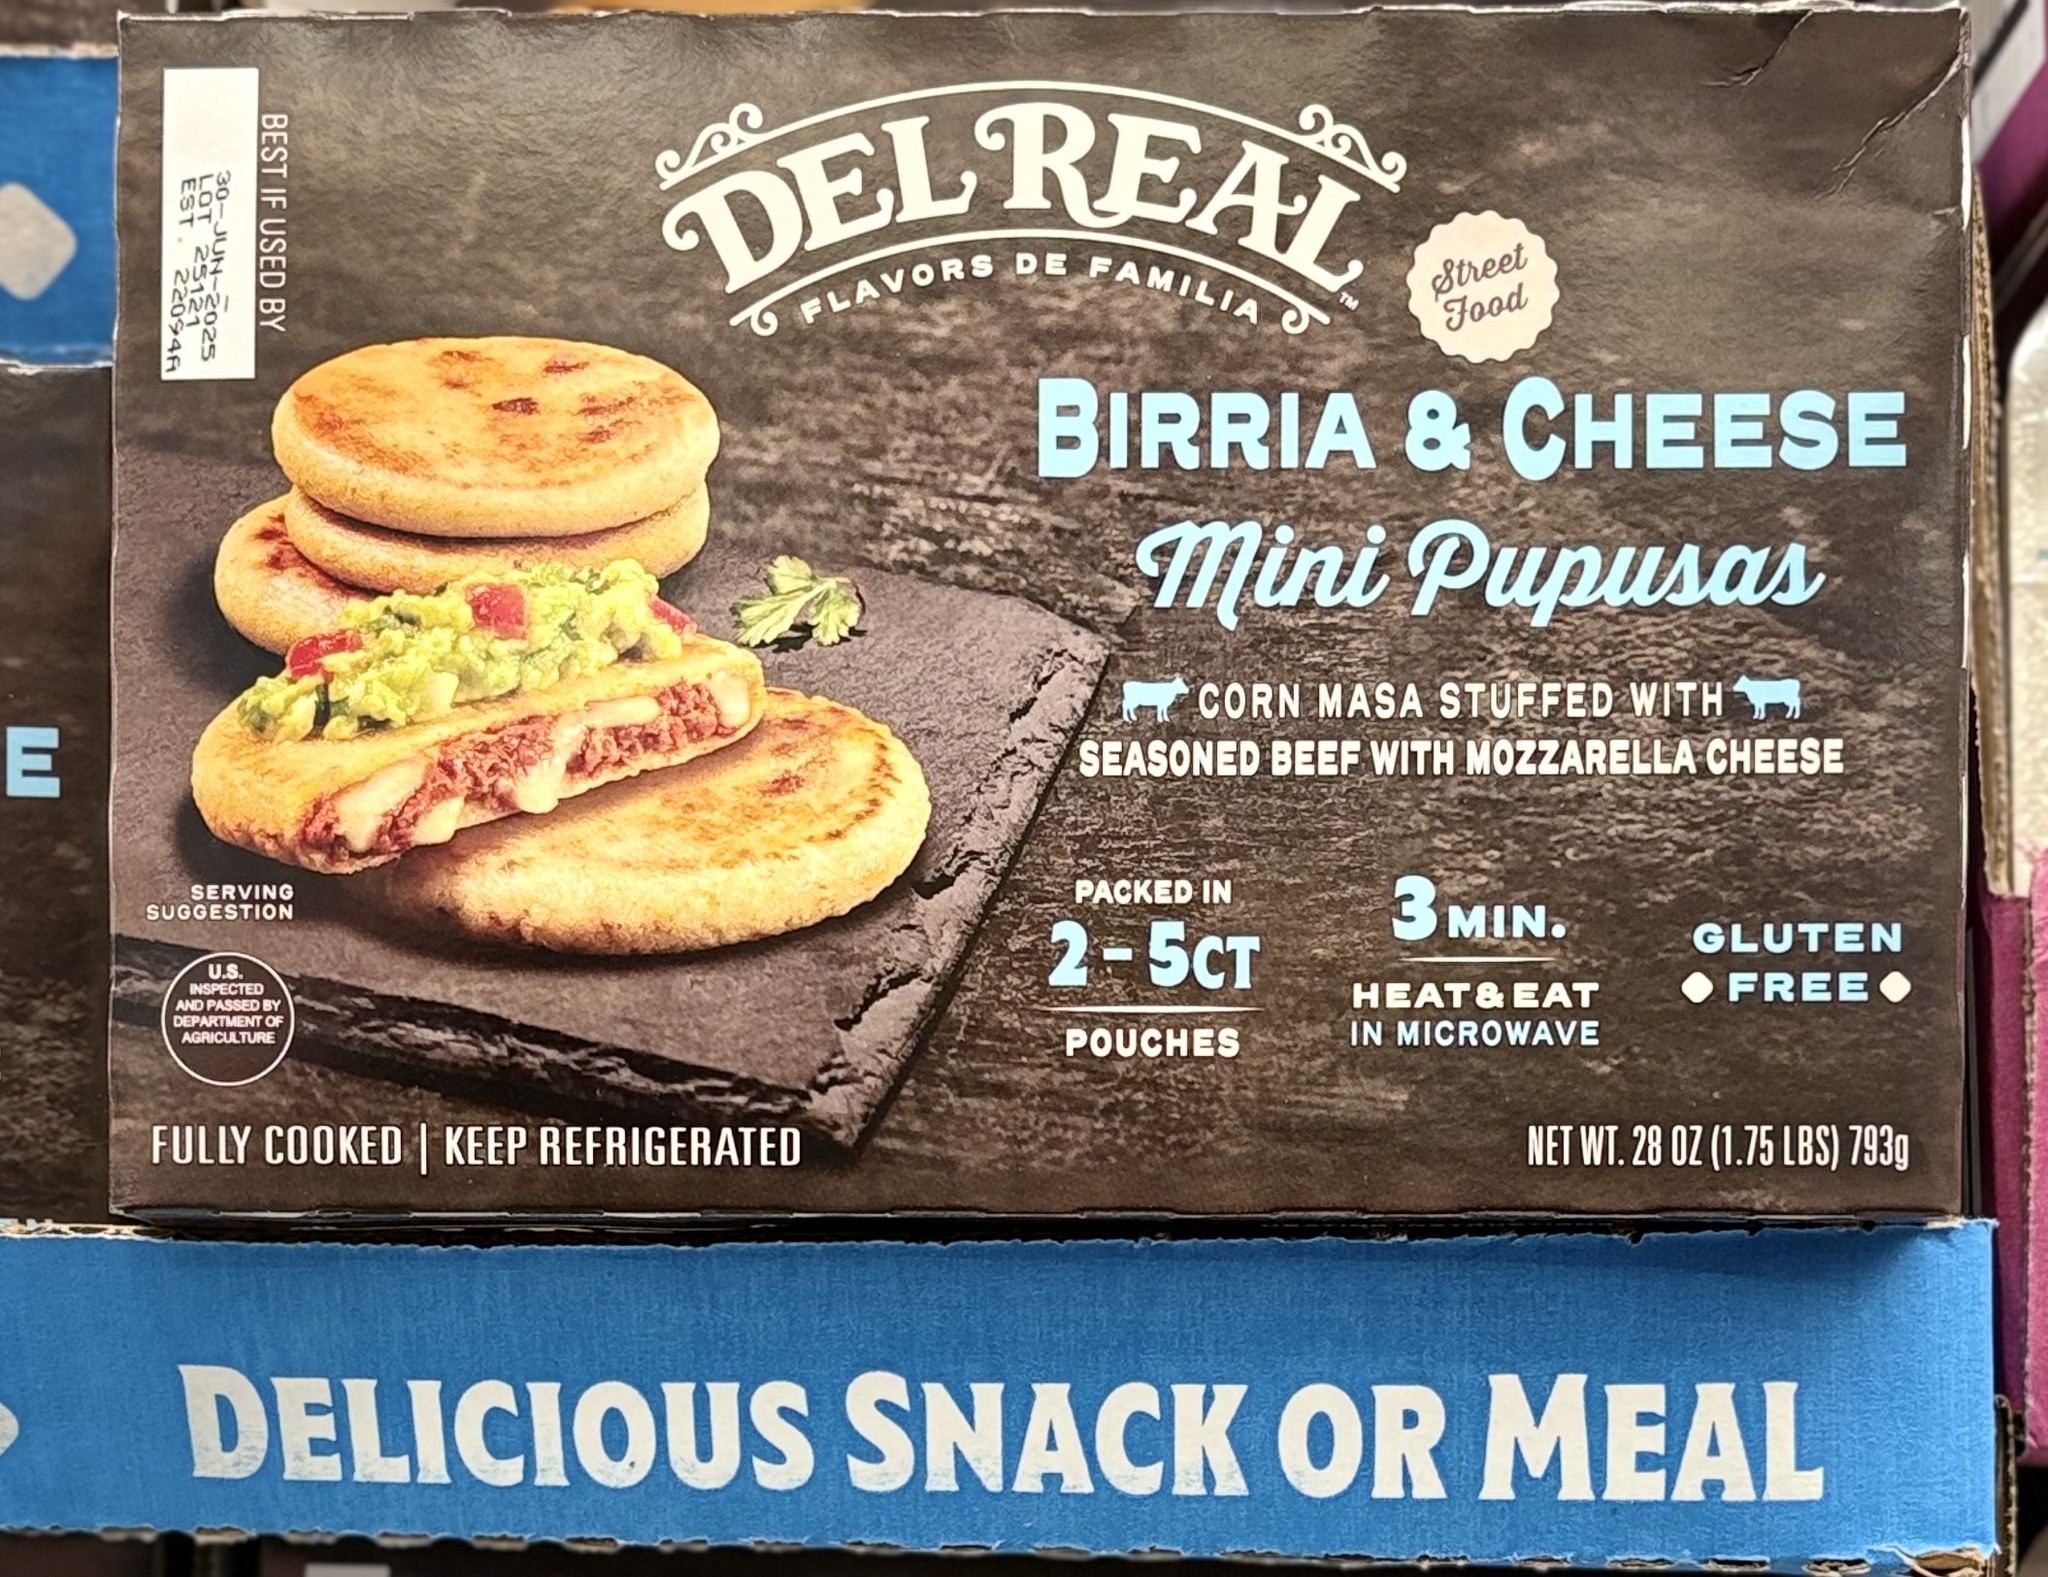 BEST IF USED BY
30-JUN-2025
LOT 25121
EST. 22094A
DEL REAL™
FLAVORS DE FAMILIA
Street
Food
BIRRIA & CHEESE
Mini Pupusas
CORN MASA STUFFED WITH
SEASONED BEEF WITH MOZZARELLA CHEESE
PACKED IN
2-5CT
POUCHES
3 MIN.
HEAT & EAT
IN MICROWAVE
GLUTEN
FREE
SERVING
SUGGESTION
U.S.
INSPECTED
AND PASSED BY
DEPARTMENT OF
AGRICULTURE
FULLY COOKED | KEEP REFRIGERATED
NET WT. 28 OZ (1.75 LBS) 793g
E
DELICIOUS SNACK OR MEAL